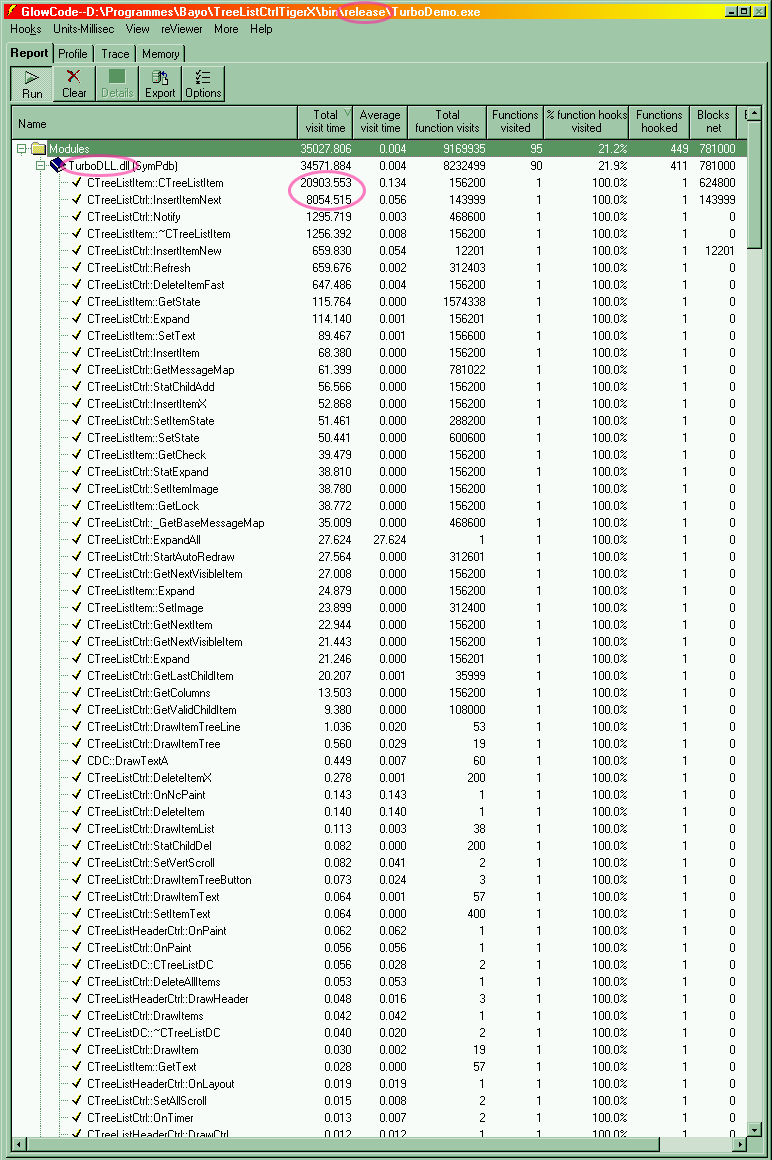 GlowCode--D:\Programmes\Bayo\TreeListCtrlTigerX\bin\release\TurboDemo.exe
Hooks Units-Millisec View reViewer More Help
Report Profile Trace Memory
Run Clear Details Export Options
Name Total visit time Average visit time Total function visits Functions visited % function hooks visited Functions hooked Blocks net
Modules 35027.806 0.004 9169935 95 21.2% 449 781000
TurboDLL.dll (SymPdb) 34571.884 0.004 8232499 90 21.9% 411 781000
CTreeListItem::CTreeListItem 20903.553 0.134 156200 1 100.0% 1 624800
CTreeListCtrl::InsertItemNext 8054.515 0.056 143999 1 100.0% 1 143999
CTreeListCtrl::Notify 1295.719 0.003 468600 1 100.0% 1 0
CTreeListItem::~CTreeListItem 1256.392 0.008 156200 1 100.0% 1 0
CTreeListCtrl::InsertItemNew 659.830 0.054 12201 1 100.0% 1 12201
CTreeListCtrl::Refresh 659.676 0.002 312403 1 100.0% 1 0
CTreeListCtrl::DeleteItemFast 647.486 0.004 156200 1 100.0% 1 0
CTreeListItem::GetState 115.764 0.000 1574338 1 100.0% 1 0
CTreeListCtrl::Expand 114.140 0.001 156201 1 100.0% 1 0
CTreeListItem::SetText 89.467 0.001 156600 1 100.0% 1 0
CTreeListCtrl::InsertItem 68.380 0.000 156200 1 100.0% 1 0
CTreeListCtrl::GetMessageMap 61.399 0.000 781022 1 100.0% 1 0
CTreeListCtrl::StatChildAdd 56.566 0.000 156200 1 100.0% 1 0
CTreeListCtrl::InsertItemX 52.868 0.000 156200 1 100.0% 1 0
CTreeListCtrl::SetItemState 51.461 0.000 288200 1 100.0% 1 0
CTreeListItem::SetState 50.441 0.000 600600 1 100.0% 1 0
CTreeListItem::GetCheck 39.479 0.000 156200 1 100.0% 1 0
CTreeListCtrl::StatExpand 38.810 0.000 156200 1 100.0% 1 0
CTreeListCtrl::SetItemImage 38.780 0.000 156200 1 100.0% 1 0
CTreeListItem::GetLock 38.772 0.000 156200 1 100.0% 1 0
CTreeListCtrl::_GetBaseMessageMap 35.009 0.000 468600 1 100.0% 1 0
CTreeListCtrl::ExpandAll 27.624 27.624 1 1 100.0% 1 0
CTreeListCtrl::StartAutoRedraw 27.564 0.000 312601 1 100.0% 1 0
CTreeListCtrl::GetNextVisibleItem 27.008 0.000 156200 1 100.0% 1 0
CTreeListItem::Expand 24.879 0.000 156200 1 100.0% 1 0
CTreeListItem::SetImage 23.899 0.000 312400 1 100.0% 1 0
CTreeListCtrl::GetNextItem 22.944 0.000 156200 1 100.0% 1 0
CTreeListCtrl::GetNextVisibleItem 21.443 0.000 156200 1 100.0% 1 0
CTreeListCtrl::Expand 21.246 0.000 156201 1 100.0% 1 0
CTreeListCtrl::GetLastChildItem 20.207 0.001 35999 1 100.0% 1 0
CTreeListCtrl::GetColumns 13.503 0.000 156200 1 100.0% 1 0
CTreeListCtrl::GetValidChildItem 9.380 0.000 108000 1 100.0% 1 0
CTreeListCtrl::DrawItemTreeLine 1.036 0.020 53 1 100.0% 1 0
CTreeListCtrl::DrawItemTree 0.560 0.029 19 1 100.0% 1 0
CDC::DrawTextA 0.449 0.007 60 1 100.0% 1 0
CTreeListCtrl::DeleteItemX 0.278 0.001 200 1 100.0% 1 0
CTreeListCtrl::OnNcPaint 0.143 0.143 1 1 100.0% 1 0
CTreeListCtrl::DeleteItem 0.140 0.140 1 1 100.0% 1 0
CTreeListCtrl::DrawItemList 0.113 0.003 38 1 100.0% 1 0
CTreeListCtrl::StatChildDel 0.082 0.000 200 1 100.0% 1 0
CTreeListCtrl::SetVertScroll 0.082 0.041 2 1 100.0% 1 0
CTreeListCtrl::DrawItemTreeButton 0.073 0.024 3 1 100.0% 1 0
CTreeListCtrl::DrawItemText 0.064 0.001 57 1 100.0% 1 0
CTreeListCtrl::SetItemText 0.064 0.000 400 1 100.0% 1 0
CTreeListHeaderCtrl::OnPaint 0.062 0.062 1 1 100.0% 1 0
CTreeListCtrl::OnPaint 0.056 0.056 1 1 100.0% 1 0
CTreeListDC::CTreeListDC 0.056 0.028 2 1 100.0% 1 0
CTreeListCtrl::DeleteAllItems 0.053 0.053 1 1 100.0% 1 0
CTreeListHeaderCtrl::DrawHeader 0.048 0.016 3 1 100.0% 1 0
CTreeListCtrl::DrawItems 0.042 0.042 1 1 100.0% 1 0
CTreeListDC::~CTreeListDC 0.040 0.020 2 1 100.0% 1 0
CTreeListCtrl::DrawItem 0.030 0.002 19 1 100.0% 1 0
CTreeListItem::GetText 0.028 0.000 57 1 100.0% 1 0
CTreeListHeaderCtrl::OnLayout 0.019 0.019 1 1 100.0% 1 0
CTreeListCtrl::SetAllScroll 0.015 0.008 2 1 100.0% 1 0
CTreeListCtrl::OnTimer 0.013 0.007 2 1 100.0% 1 0
CTreeListHeaderCtrl::DrawCtrl 0.012 0.012 1 1 100.0% 1 0